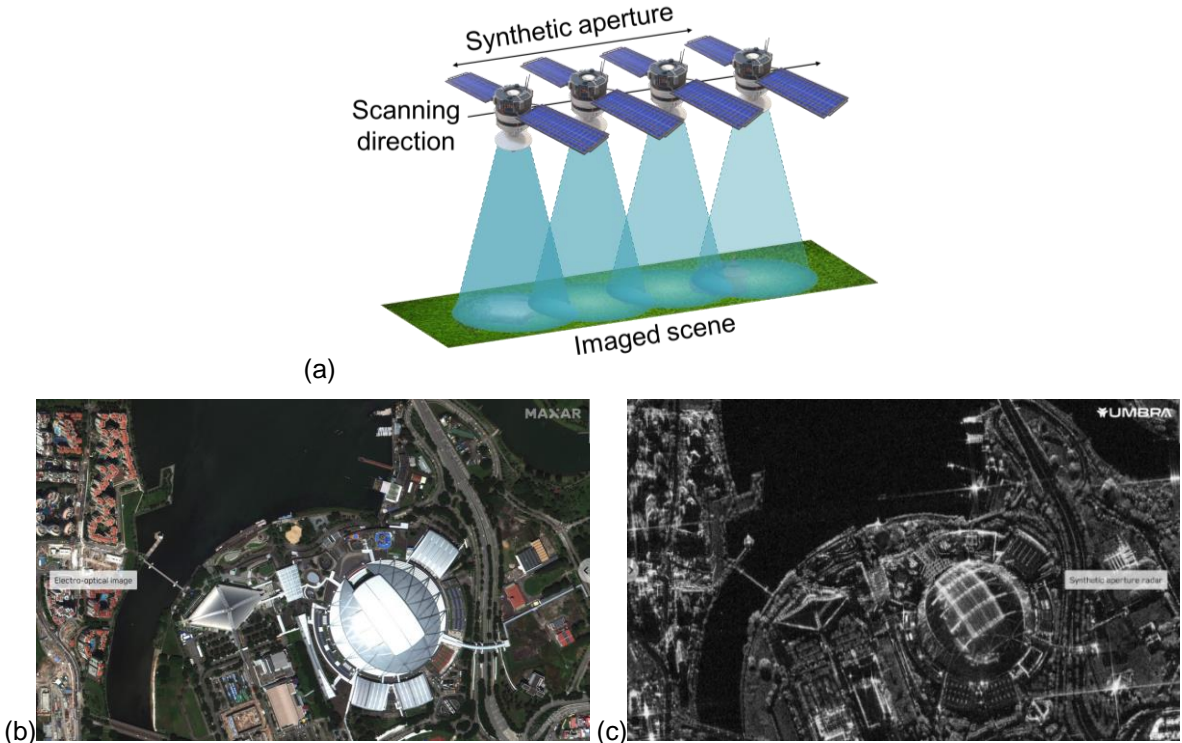 Synthetic aperture
Scanning
direction
Imaged scene
(a)
MAXAR
UMBRA
Electro-optical image
Synthetic aperture radar
(b)
(c)